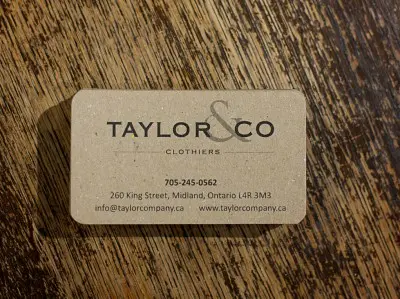 TAYLOR & CO
CLOTHIERS
705-245-0562
260 King Street, Midland, Ontario L4R 3M3
info@taylorcompany.ca www.taylorcompany.ca